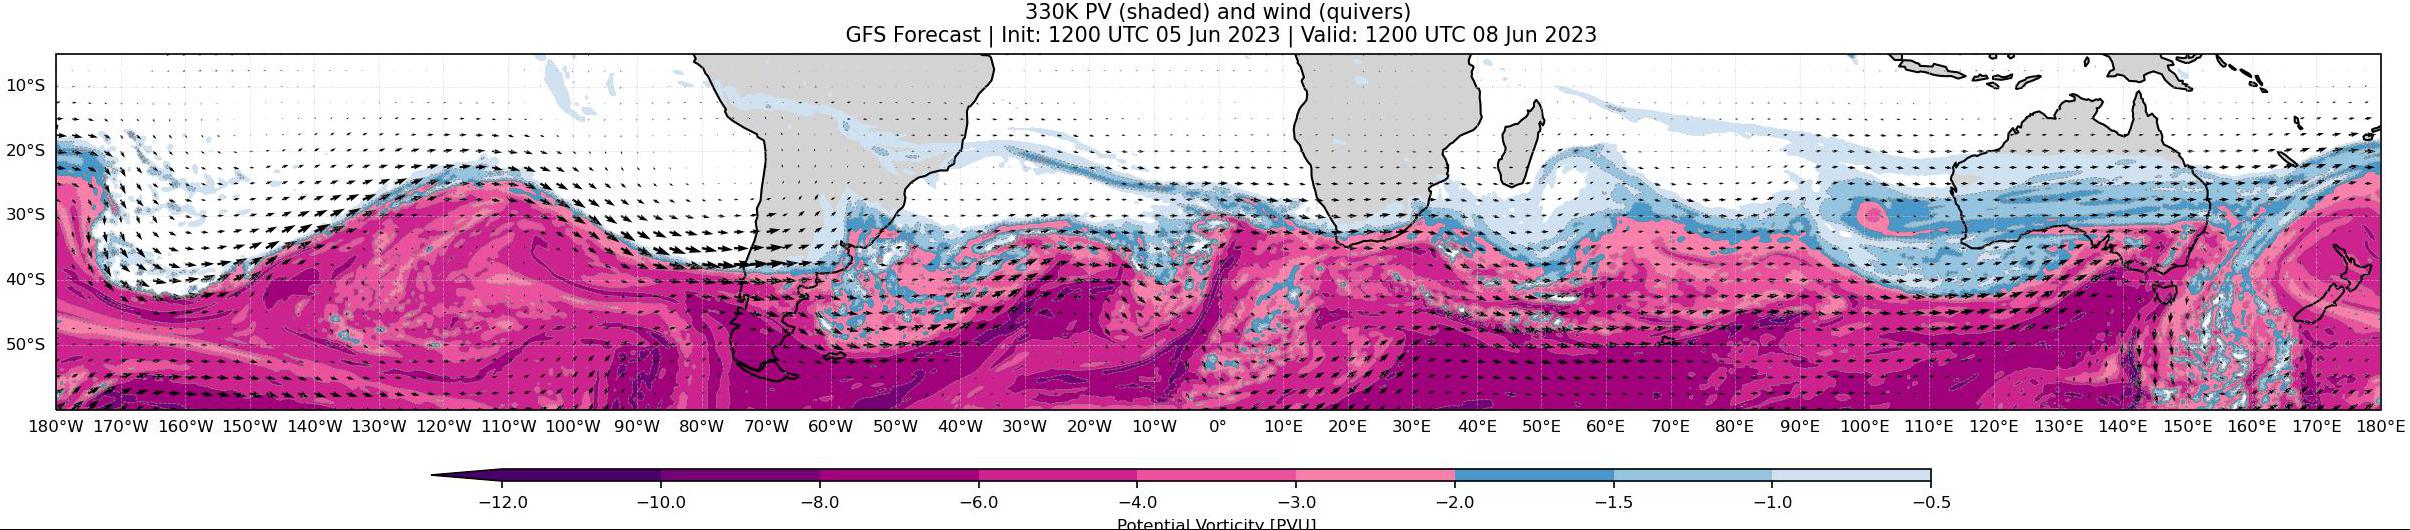 330K PV (shaded) and wind (quivers)
GFS Forecast | Init: 1200 UTC 05 Jun 2023 | Valid: 1200 UTC 08 Jun 2023
10°S
20°S
30°S
40°S
50°S
180°W 170°W 160°W 150°W 140°W 130°W 120°W 110°W 100°W 90°W 80°W 70°W 60°W 50°W 40°W 30°W 20°W 10°W 0° 10°E 20°E 30°E 40°E 50°E 60°E 70°E 80°E 90°E 100°E 110°E 120°E 130°E 140°E 150°E 160°E 170°E 180°E
−12.0 −10.0 −8.0 −6.0 −4.0 −3.0 −2.0 −1.5 −1.0 −0.5
Potential Vorticity [PVU]